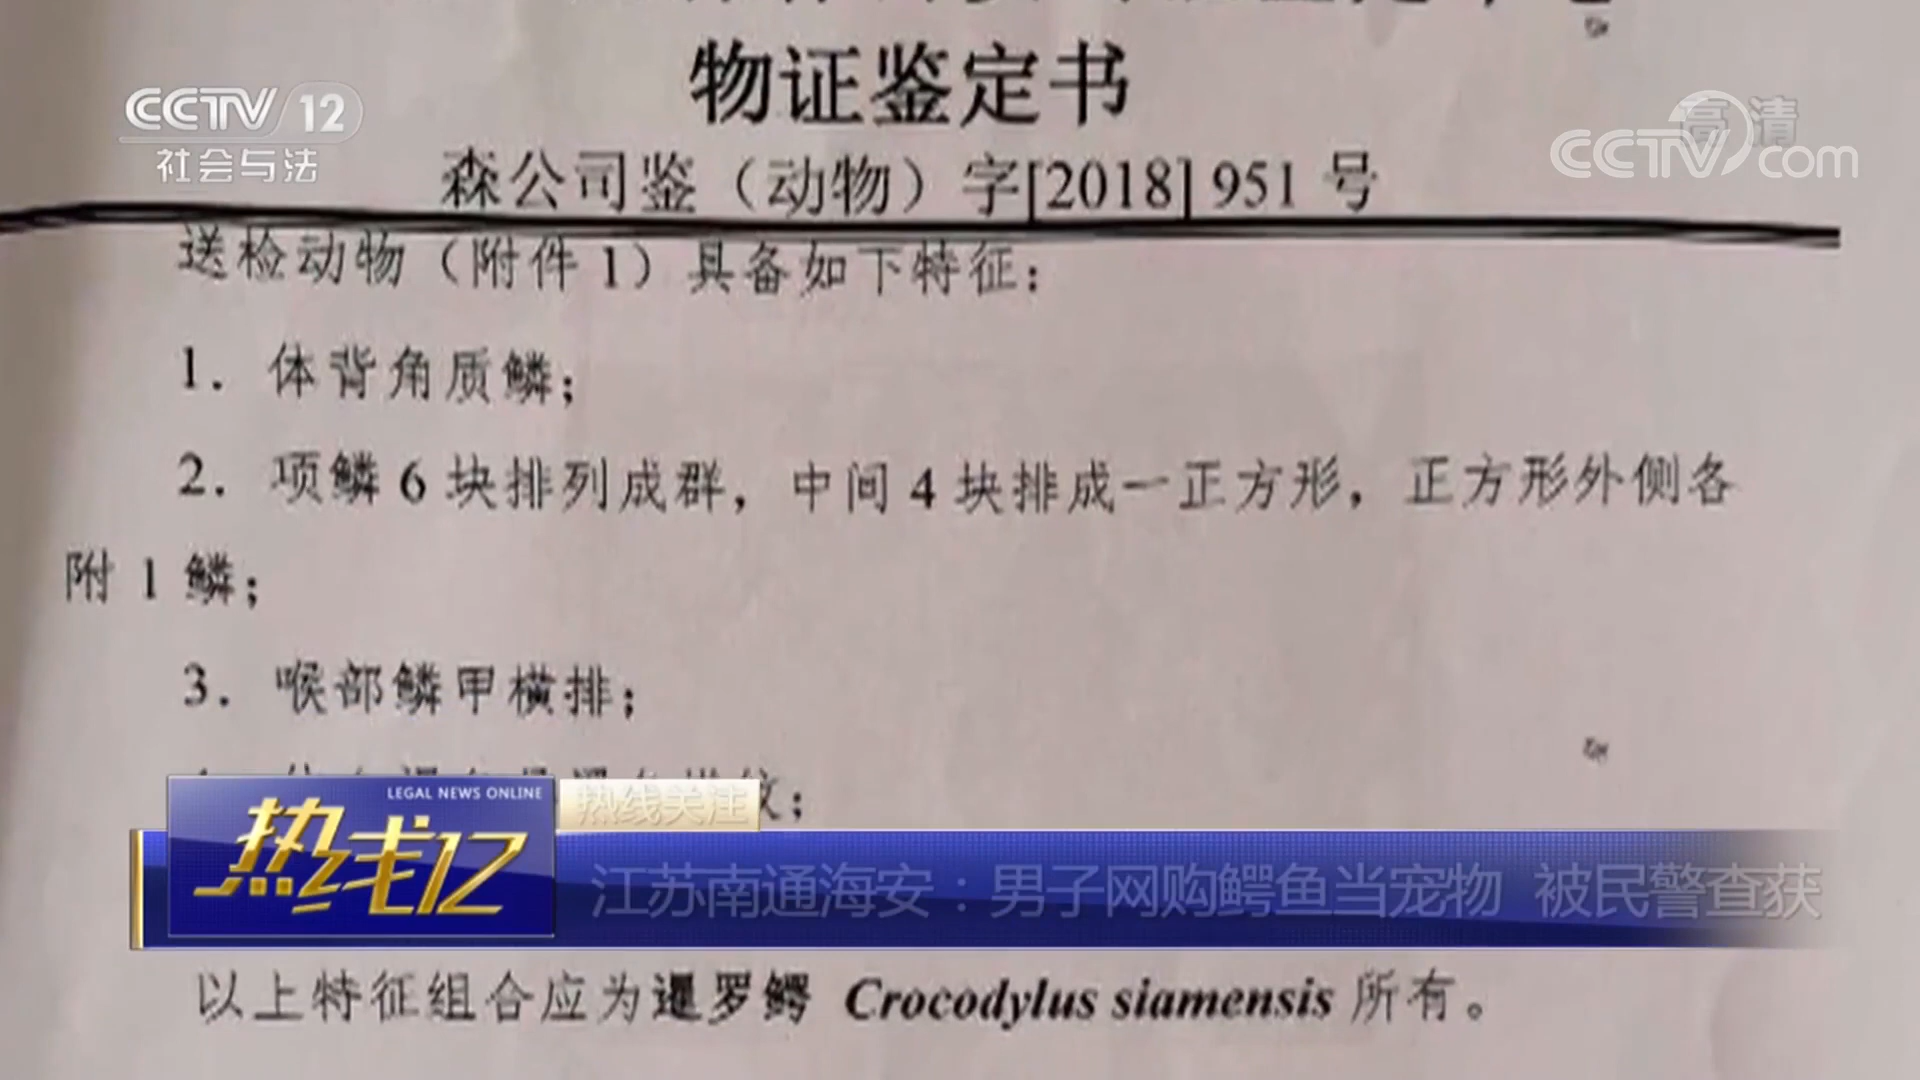 物证鉴定书
CCTV 12
社会与法
高清
CCTV.com
森公司鉴（动物）字[2018] 951 号
送检动物（附件 1）具备如下特征：
1. 体背角质鳞；
2. 项鳞 6 块排列成群，中间 4 块排成一正方形，正方形外侧各
附 1 鳞；
3. 喉部鳞甲横排；
LEGAL NEWS ONLINE
热线关注
热线12
江苏南通海安：男子网购鳄鱼当宠物 被民警查获
以上特征组合应为暹罗鳄 Crocodylus siamensis 所有。